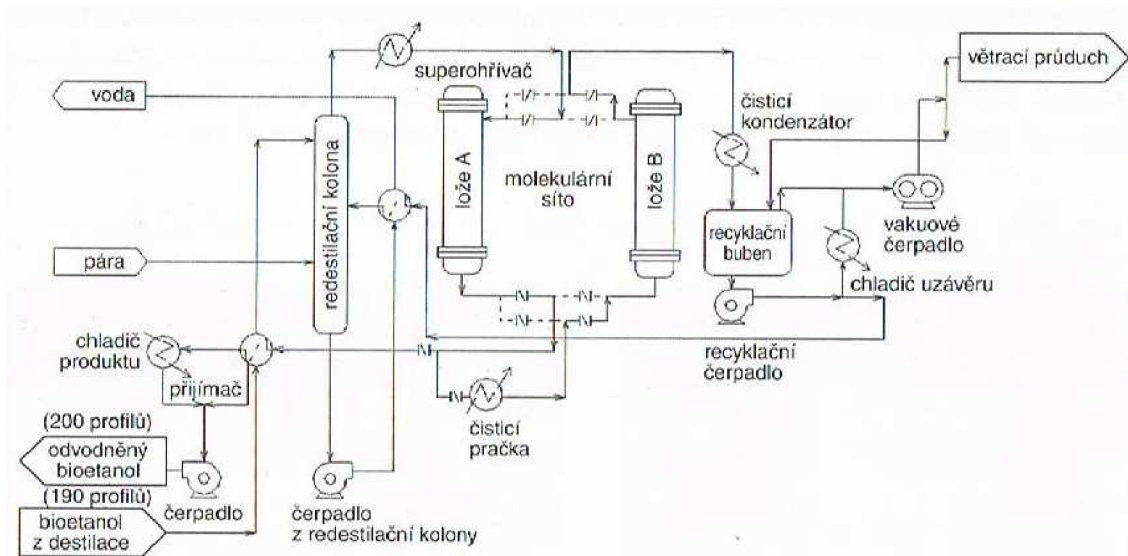 větrací průduch
superohřívač
voda
čisticí
kondenzátor
redestilační kolona
lože A
molekulární
síto
lože B
recyklační
buben
vakuové
čerpadlo
pára
chladič uzávěru
chladič
produktu
přijímač
recyklační
čerpadlo
čisticí
pračka
(200 profilů)
odvodněný
bioetanol
čerpadlo
(190 profilů)
bioetanol
z destilace
čerpadlo
z redestilační kolony